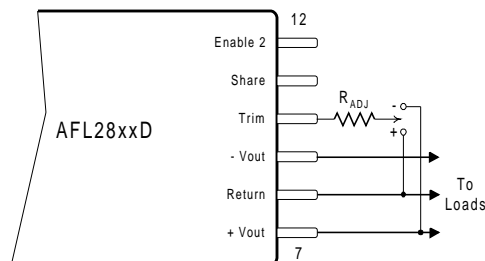 12
Enable 2
Share
Trim
R ADJ
-
+
AFL28xxD
- Vout
Return
+ Vout
To
Loads
7